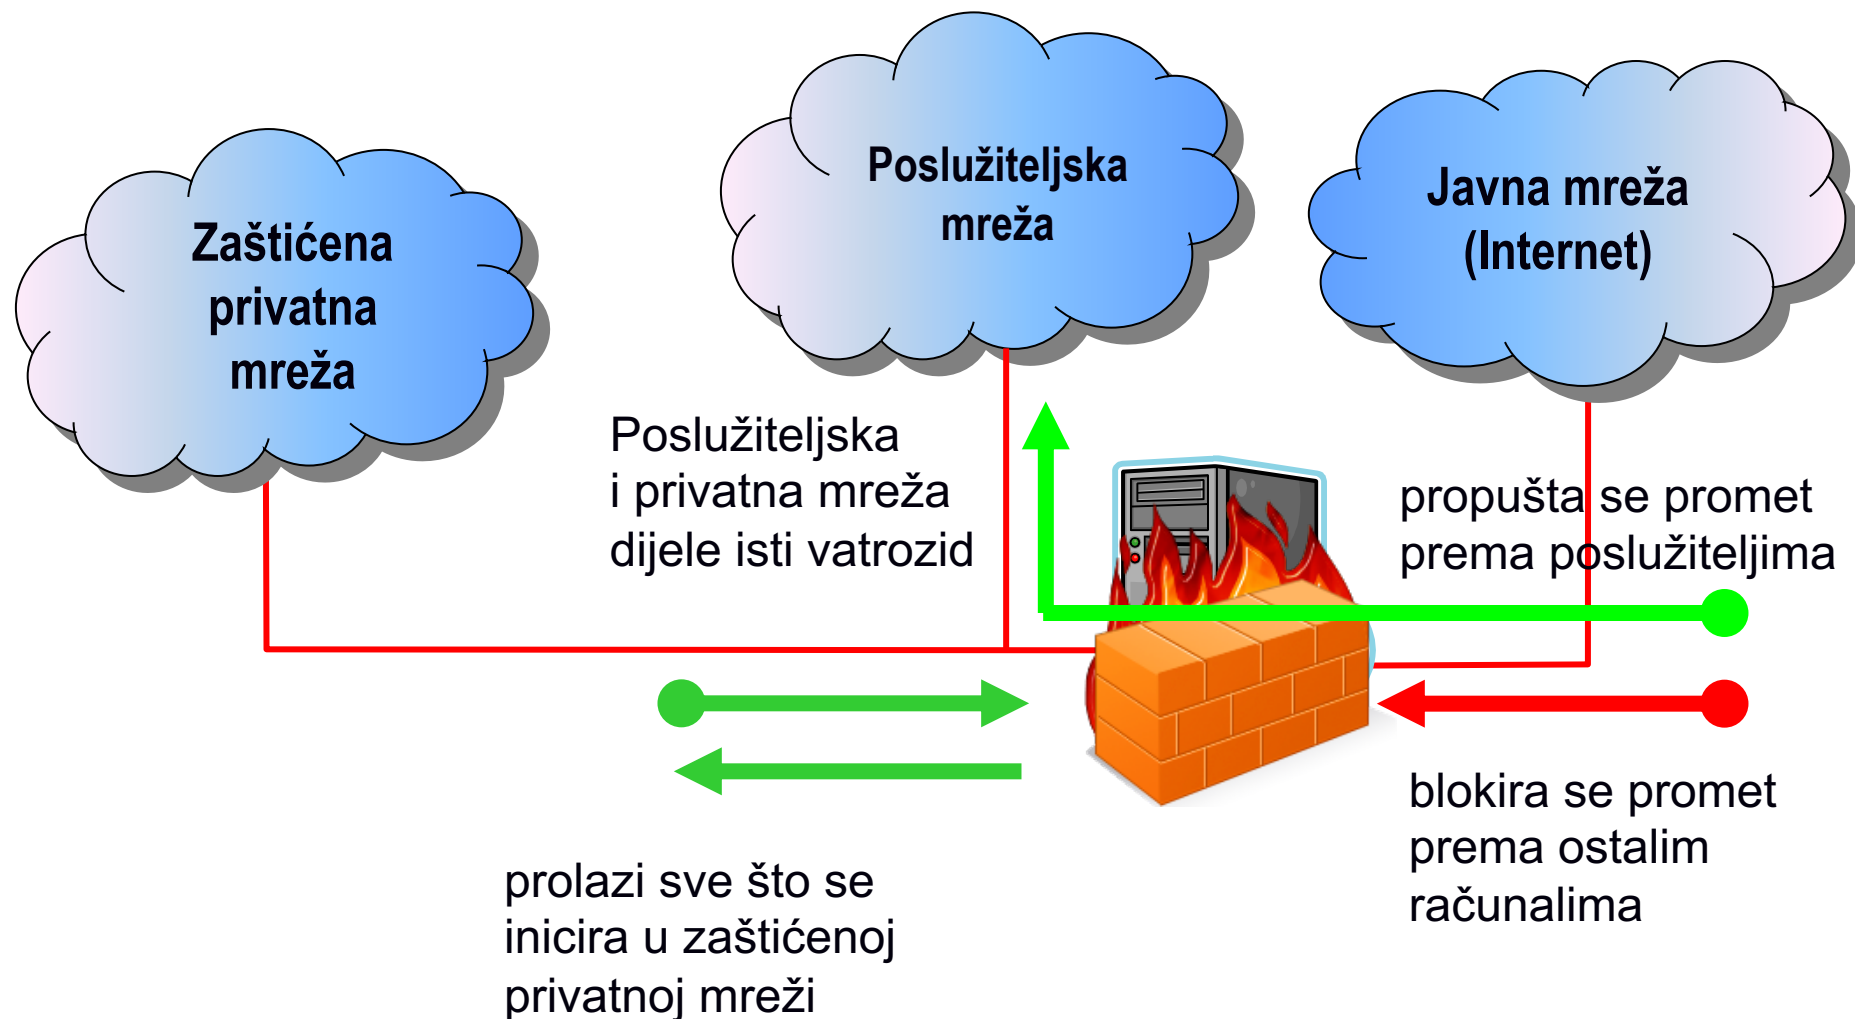 Zaštićena
privatna
mreža
Poslužiteljska
mreža
Javna mreža
(Internet)
Poslužiteljska
i privatna mreža
dijele isti vatrozid
propušta se promet
prema poslužiteljima
blokira se promet
prema ostalim
računalima
prolazi sve što se
inicira u zaštićenoj
privatnoj mreži